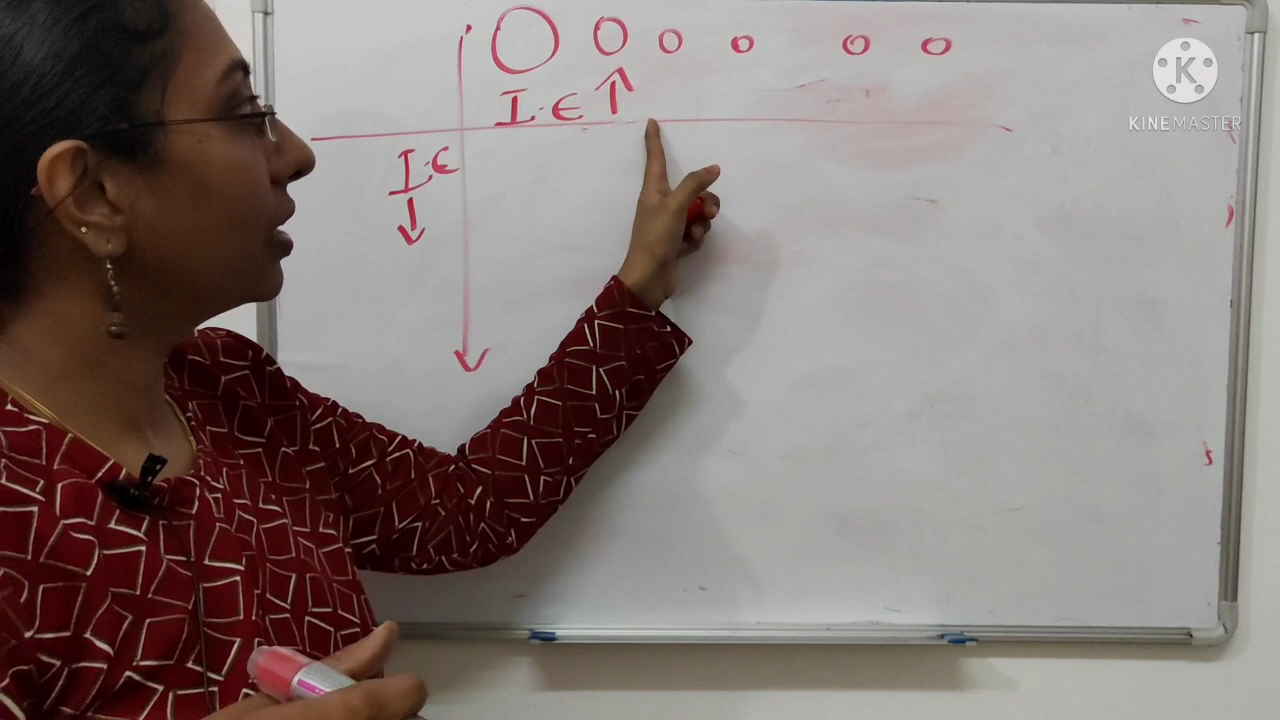 I.E ↑
I.E
↓
K
KINEMASTER